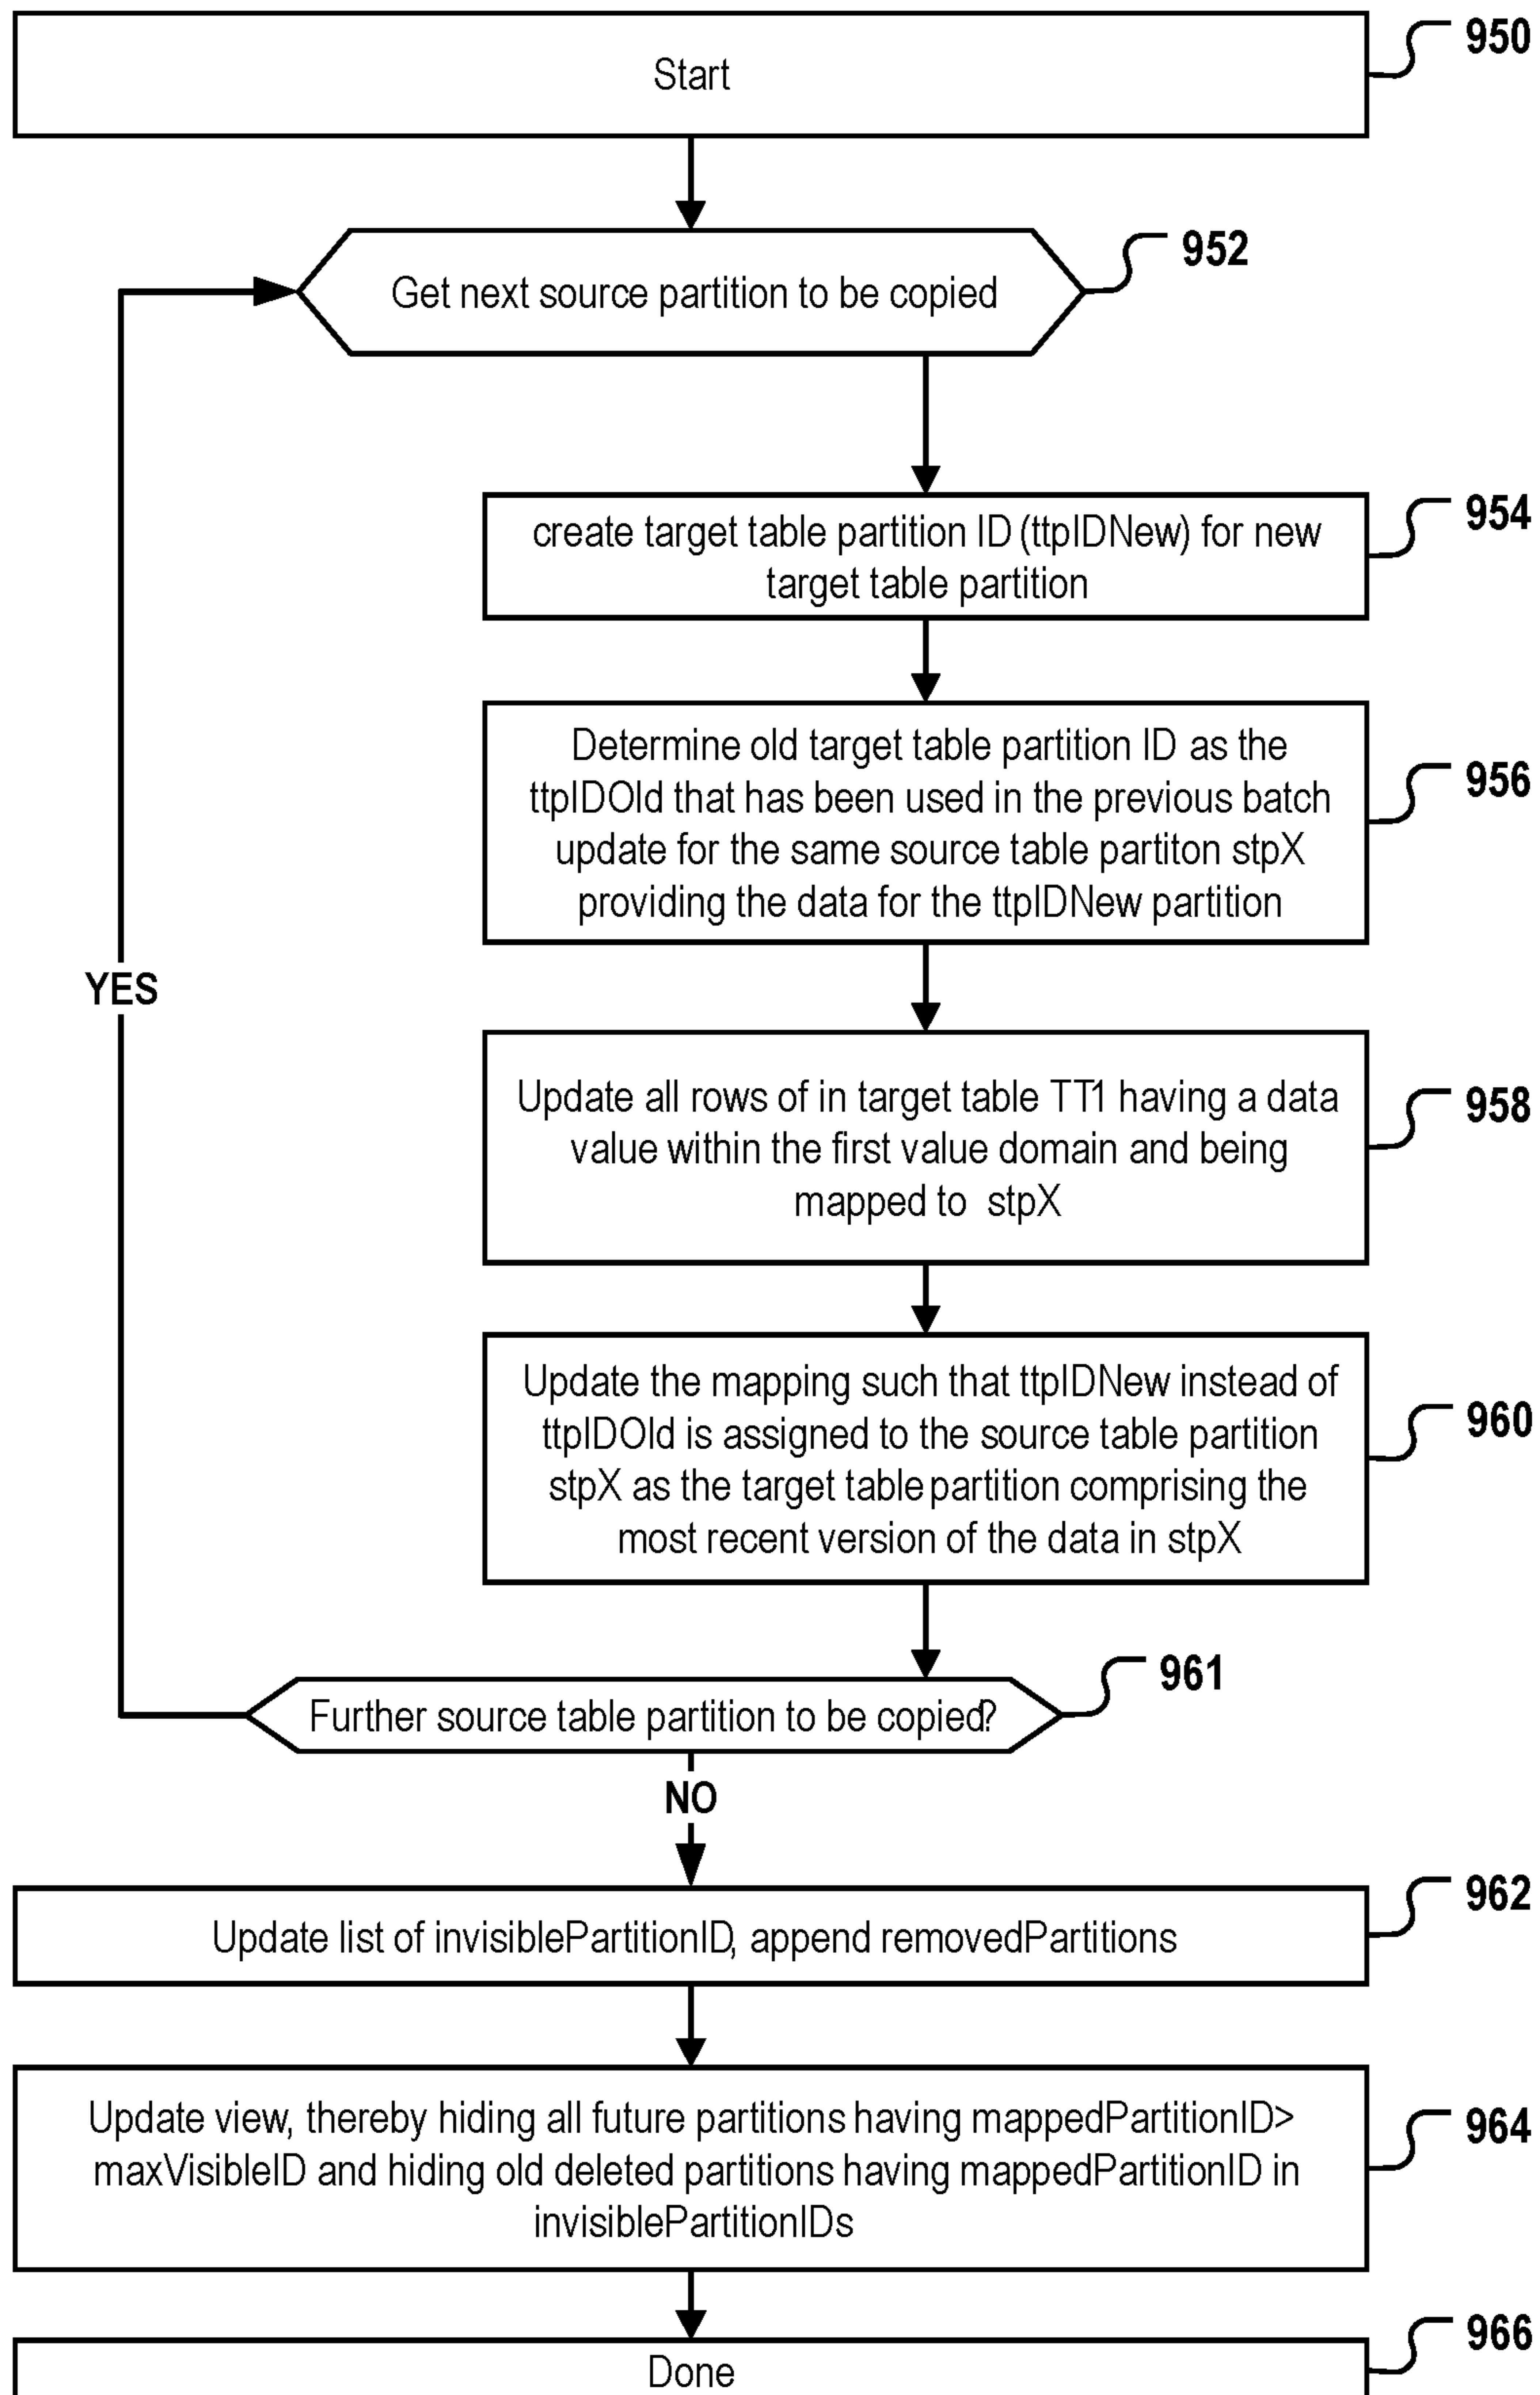 Start
950
Get next source partition to be copied
952
create target table partition ID (ttpIDNew) for new
target table partition
954
Determine old target table partition ID as the
ttpIDOld that has been used in the previous batch
update for the same source table partiton stpX
providing the data for the ttpIDNew partition
956
Update all rows of in target table TT1 having a data
value within the first value domain and being
mapped to stpX
958
YES
Update the mapping such that ttpIDNew instead of
ttpIDOld is assigned to the source table partition
stpX as the target table partition comprising the
most recent version of the data in stpX
960
Further source table partition to be copied?
961
NO
Update list of invisiblePartitionID, append removedPartitions
962
Update view, thereby hiding all future partitions having mappedPartitionID>
maxVisibleID and hiding old deleted partitions having mappedPartitionID in
invisiblePartitionIDs
964
Done
966